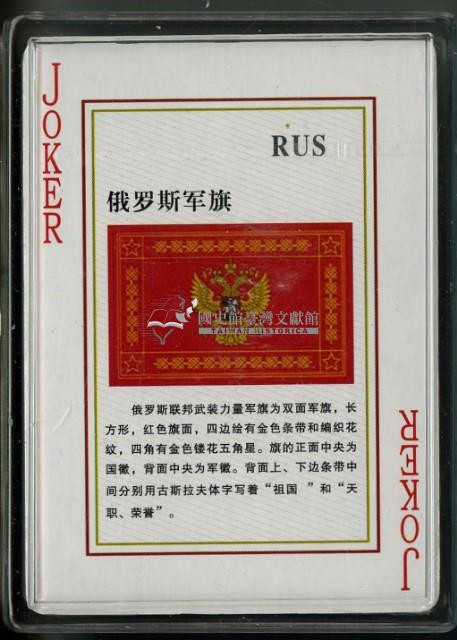 JOKER
RUS
俄罗斯军旗
國史館臺灣文獻館
TAIWAN HISTORICA
俄罗斯联邦武装力量军旗为双面军旗，长
方形，红色旗面，四边绘有金色条带和编织花
纹，四角有金色镂花五角星。旗的正面中央为
国徽，背面中央为军徽。背面上、下边条带中
间分别用古斯拉夫体字写着“祖国 ”和“天
职、荣誉”。
JOKER